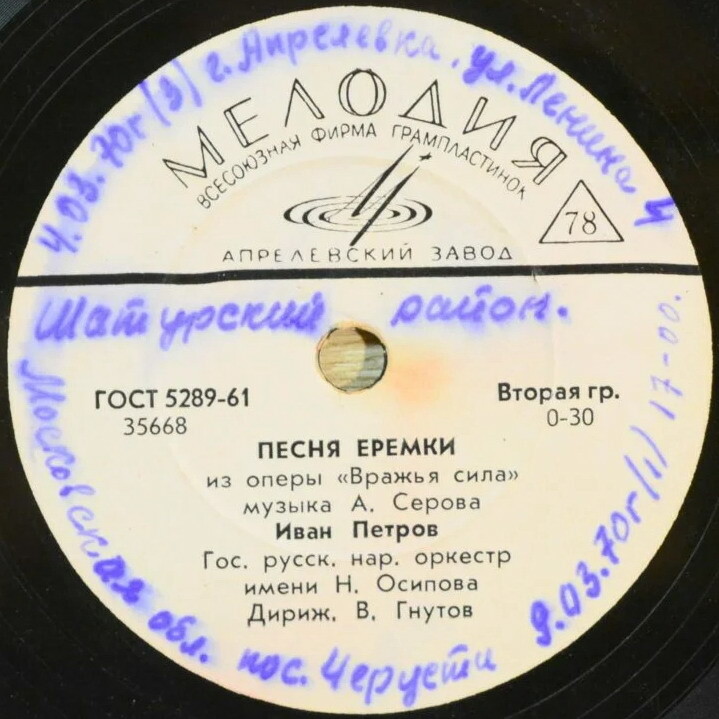 4.03.70г (3) г. Апрелевка. ул. Ленина 4
МЕЛОДИЯ
ВСЕСОЮЗНАЯ ФИРМА ГРАМПЛАСТИНОК
78
АПРЕЛЕВСКИЙ ЗАВОД
Шатурский район.
Московская обл. пос. Черусти 9.03.70г (1) 17-00.
ГОСТ 5289-61
35668
Вторая гр.
0-30
ПЕСНЯ ЕРЕМКИ
из оперы «Вражья сила»
музыка А. Серова
Иван Петров
Гос. русск. нар. оркестр
имени Н. Осипова
Дириж. В. Гнутов